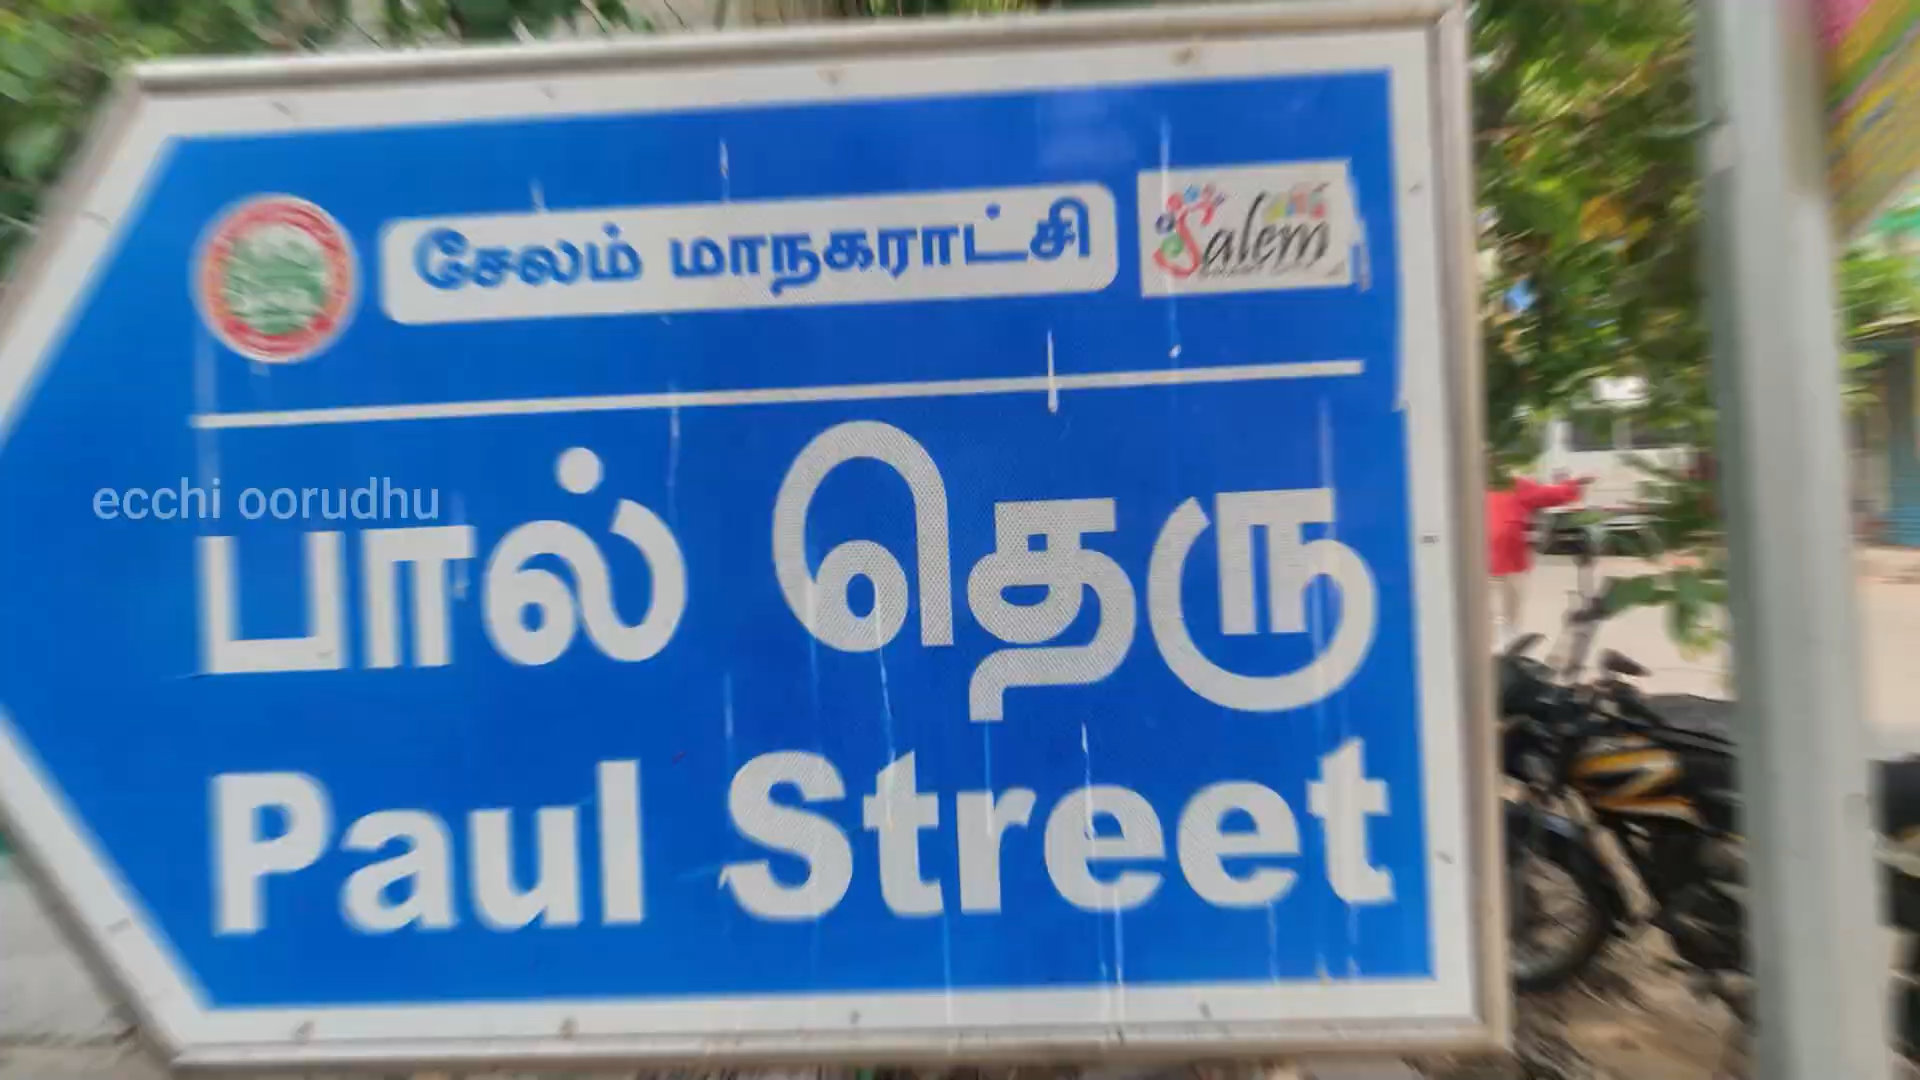 சேலம் மாநகராட்சி
Salem
ecchi oorudhu
பால் தெரு
Paul Street